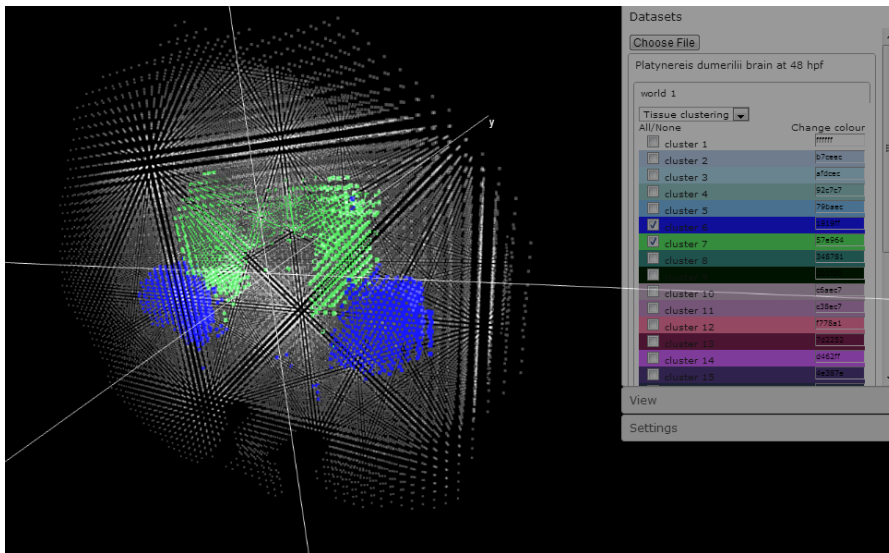 y
Datasets
Choose File
Platynereis dumerilii brain at 48 hpf
world 1
Tissue clustering
All/None Change colour
cluster 1 ffffff
cluster 2 b7ceec
cluster 3 afdcec
cluster 4 92c7c7
cluster 5 79baec
cluster 6
cluster 7 57e964
cluster 8 348781
cluster 10 c6aec7
cluster 11 c38ec7
cluster 12 f778a1
cluster 13
cluster 14 d462ff
cluster 15 4e387e
View
Settings